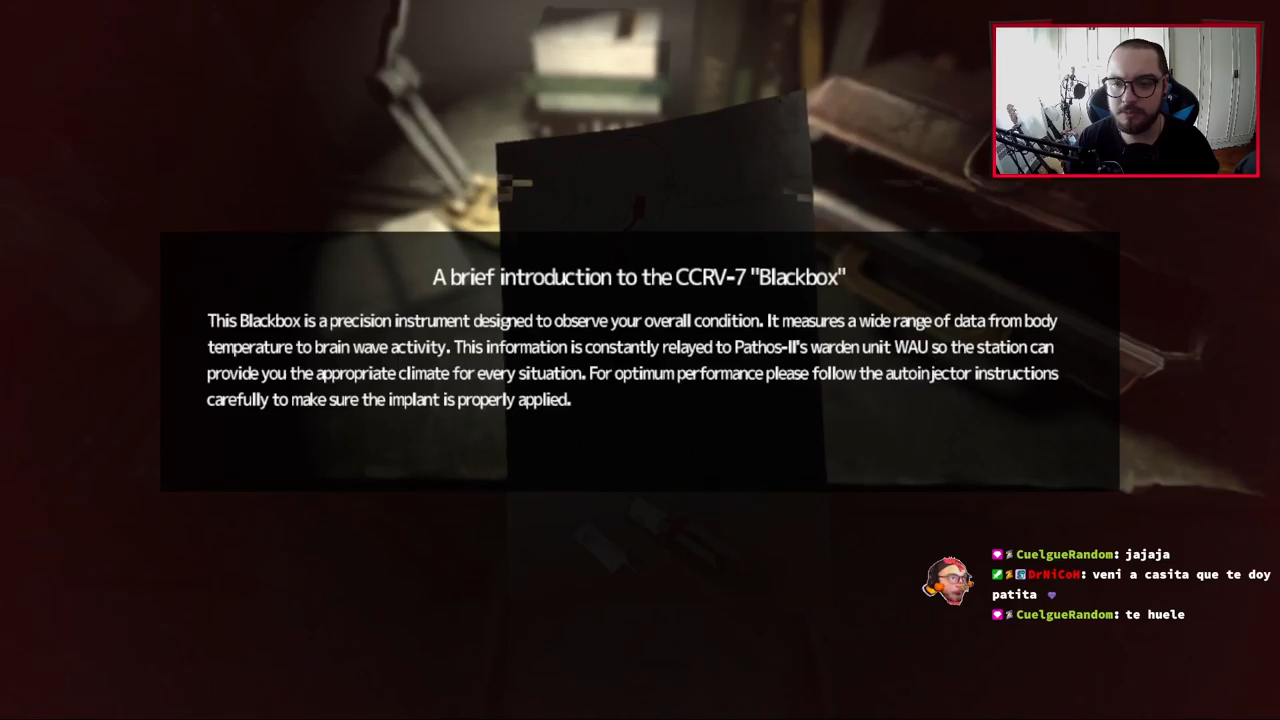 A brief introduction to the CCRV-7 "Blackbox"
This Blackbox is a precision instrument designed to observe your overall condition. It measures a wide range of data from body
temperature to brain wave activity. This information is constantly relayed to Pathos-II's warden unit WAU so the station can
provide you the appropriate climate for every situation. For optimum performance please follow the autoinjector instructions
carefully to make sure the implant is properly applied.
CuelgueRandom: jajaja
DrNiCoH: veni a casita que te doy
patita
CuelgueRandom: te huele